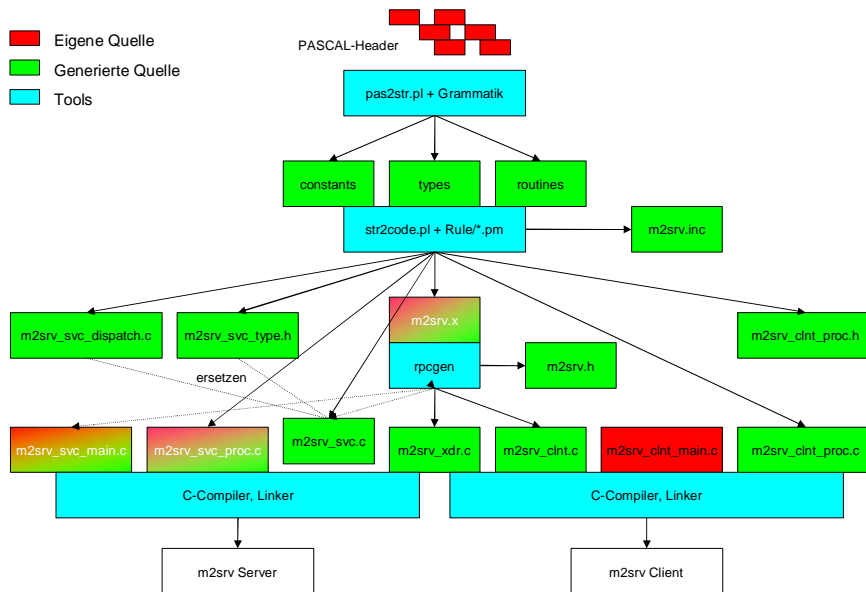 Eigene Quelle
Generierte Quelle
Tools
PASCAL-Header
pas2str.pl + Grammatik
constants
types
routines
str2code.pl + Rule/*.pm
m2srv.inc
m2srv_svc_dispatch.c
m2srv_svc_type.h
m2srv.x
m2srv_clnt_proc.h
rpcgen
m2srv.h
ersetzen
m2srv_svc_main.c
m2srv_svc_proc.c
m2srv_svc.c
m2srv_xdr.c
m2srv_clnt.c
m2srv_clnt_main.c
m2srv_clnt_proc.c
C-Compiler, Linker
C-Compiler, Linker
m2srv Server
m2srv Client